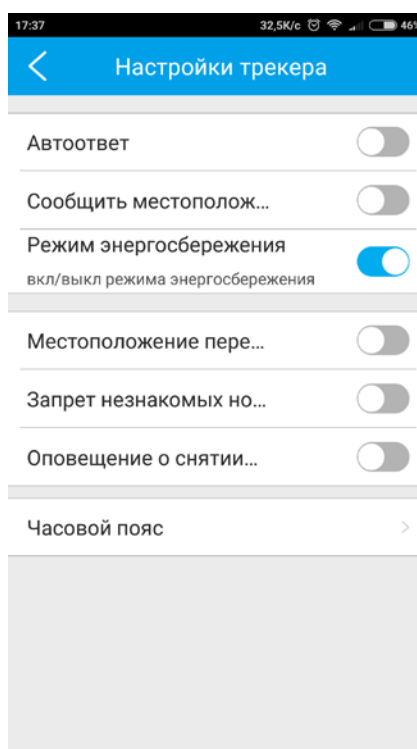 17:37 32,5K/c 46%
Настройки трекера
Автоответ
Сообщить местополож...
Режим энергосбережения
вкл/выкл режима энергосбережения
Местоположение пере...
Запрет незнакомых но...
Оповещение о снятии...
Часовой пояс